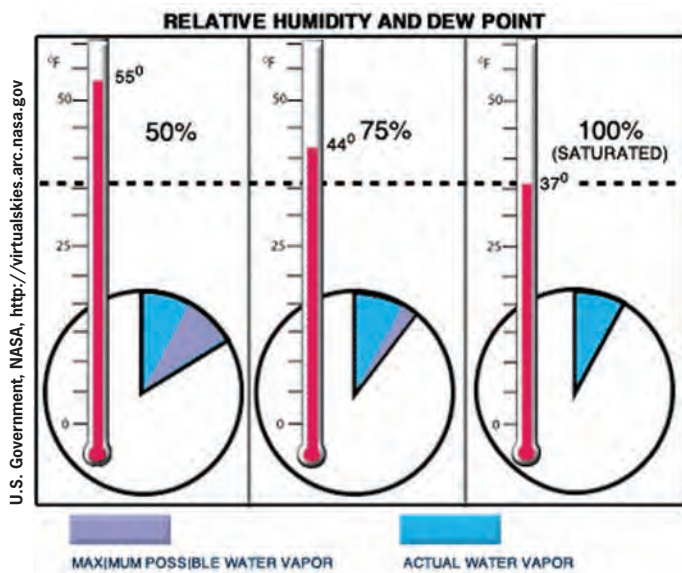 RELATIVE HUMIDITY AND DEW POINT
U.S. Government, NASA, http://virtualskies.arc.nasa.gov
°F
55⁰
50
50%
25
0
°F
50
44⁰
75%
25
0
°F
50
100%
(SATURATED)
37⁰
25
0
MAXIMUM POSSIBLE WATER VAPOR
ACTUAL WATER VAPOR